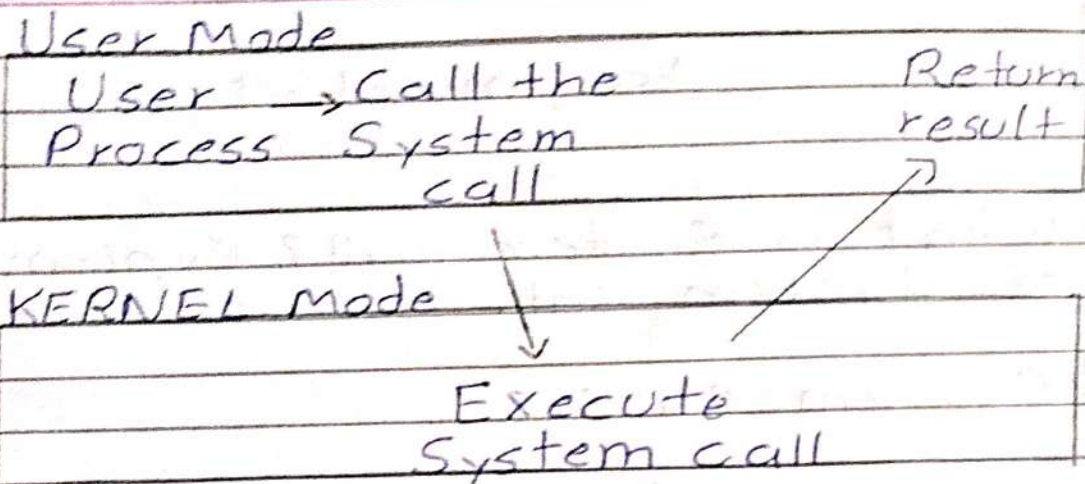 User Mode
User → Call the Return
Process System result
call
KERNEL Mode
Execute
System call